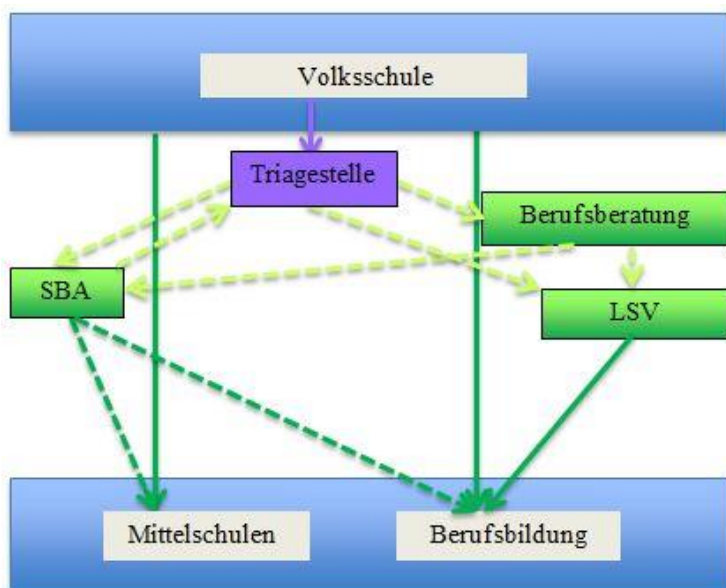 Volksschule
Triagestelle
Berufsberatung
SBA
LSV
Mittelschulen
Berufsbildung